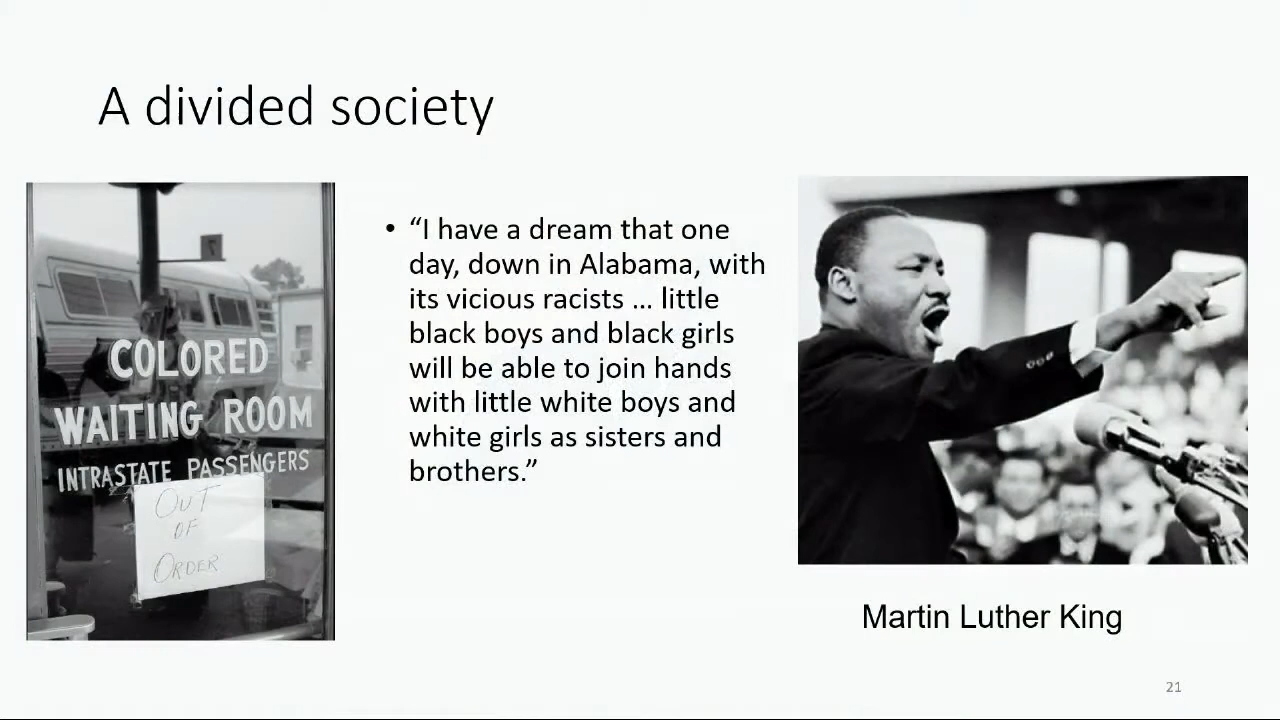 A divided society
COLORED
WAITING ROOM
INTRASTATE PASSENGERS
OUT
OF
ORDER
• “I have a dream that one
day, down in Alabama, with
its vicious racists … little
black boys and black girls
will be able to join hands
with little white boys and
white girls as sisters and
brothers.”
Martin Luther King
21